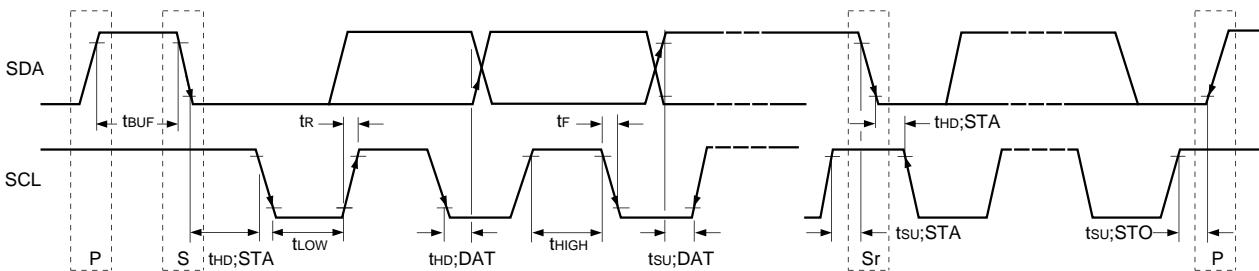 SDA
tBUF
tR
tF
tHD;STA
SCL
tHD;STA
tLOW
tHD;DAT
tHIGH
tSU;DAT
tSU;STA
tSU;STO
P
S
Sr
P